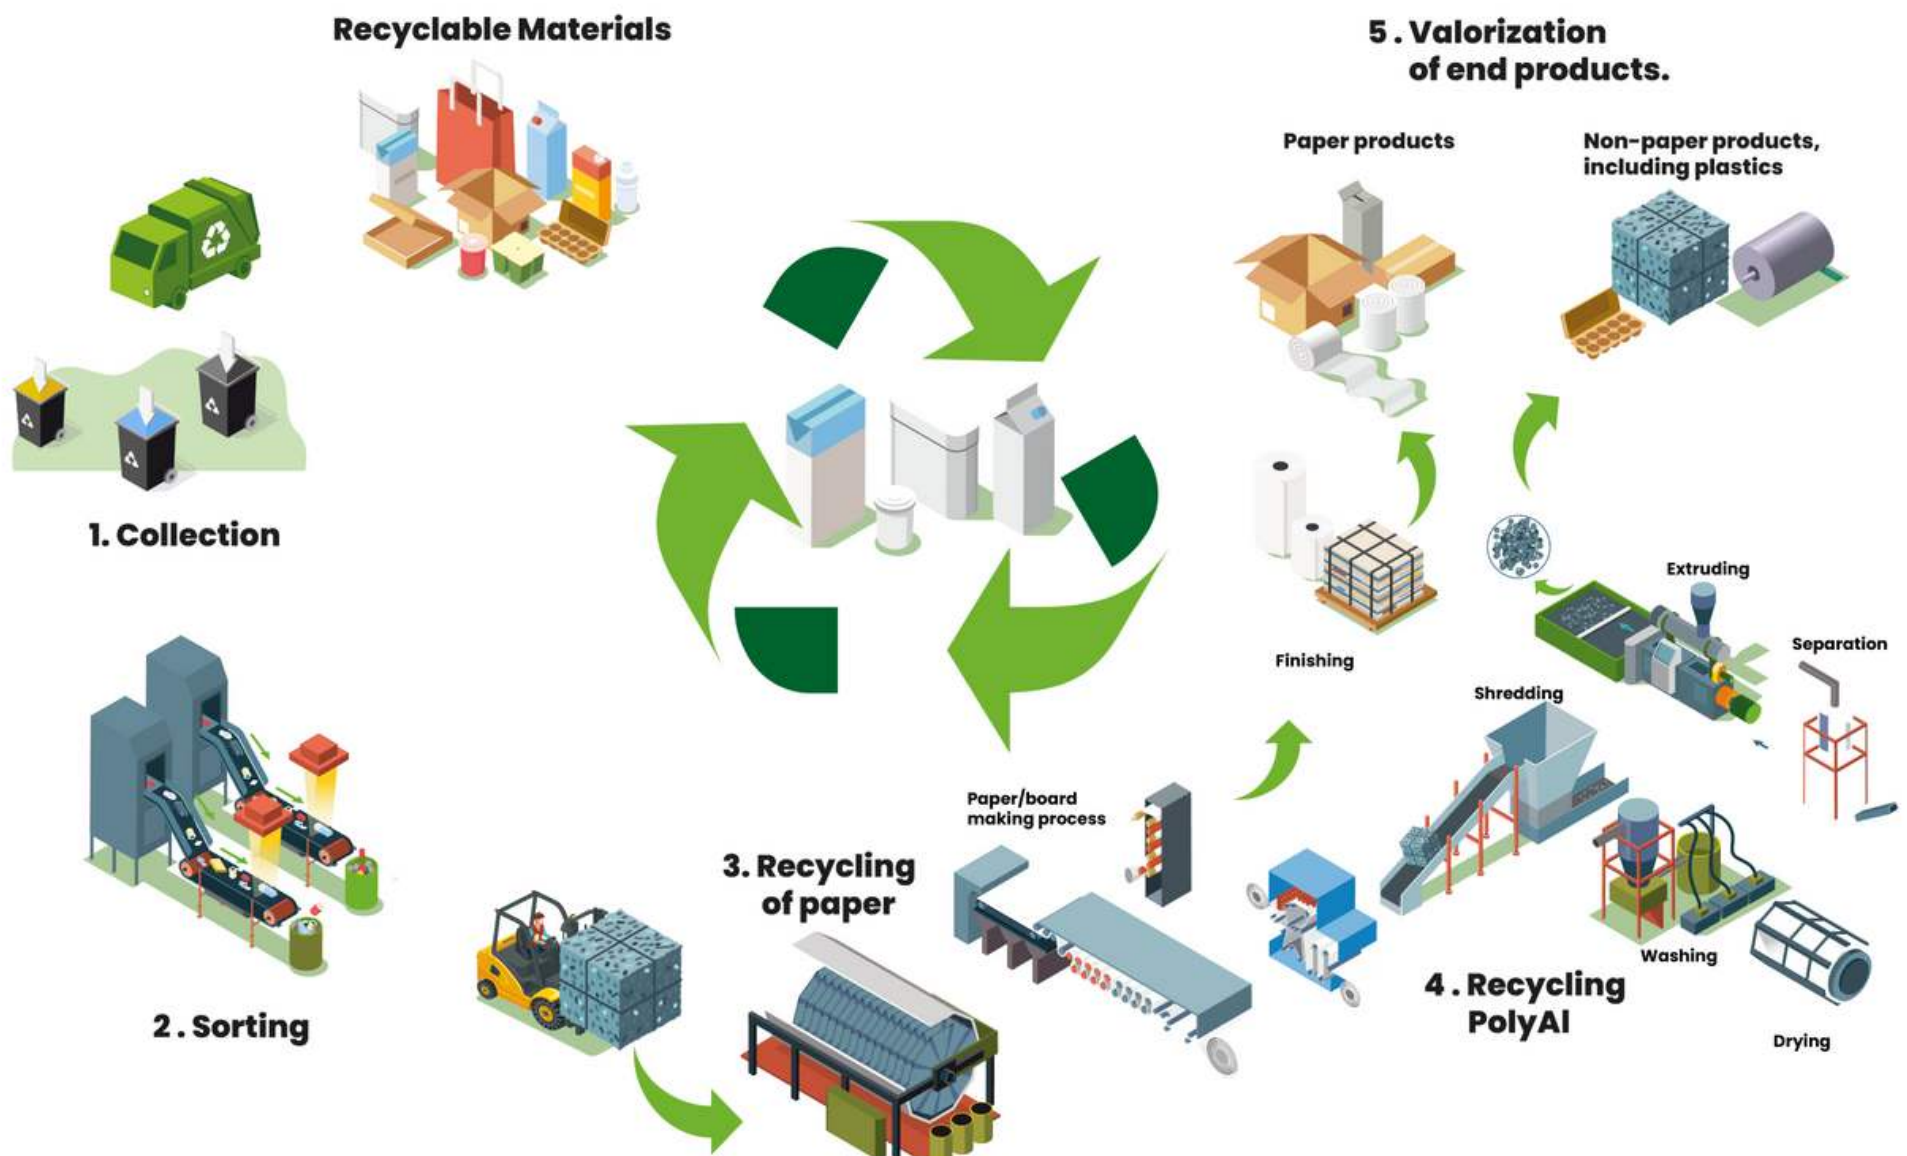 Recyclable Materials
1. Collection
2. Sorting
3. Recycling
of paper
Paper/board
making process
Finishing
4. Recycling
PolyAl
Shredding
Washing
Drying
Separation
Extruding
5. Valorization
of end products.
Paper products
Non-paper products,
including plastics